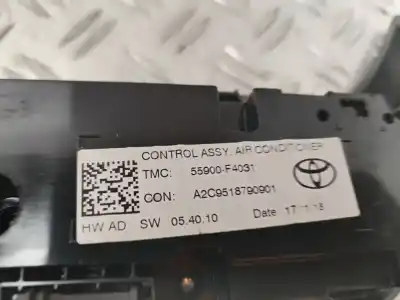 CONTROL ASSY. AIR CONDITIONER
TMC: 55900-F4031
CON: A2C9518790901
HW AD SW 05.40.10 Date